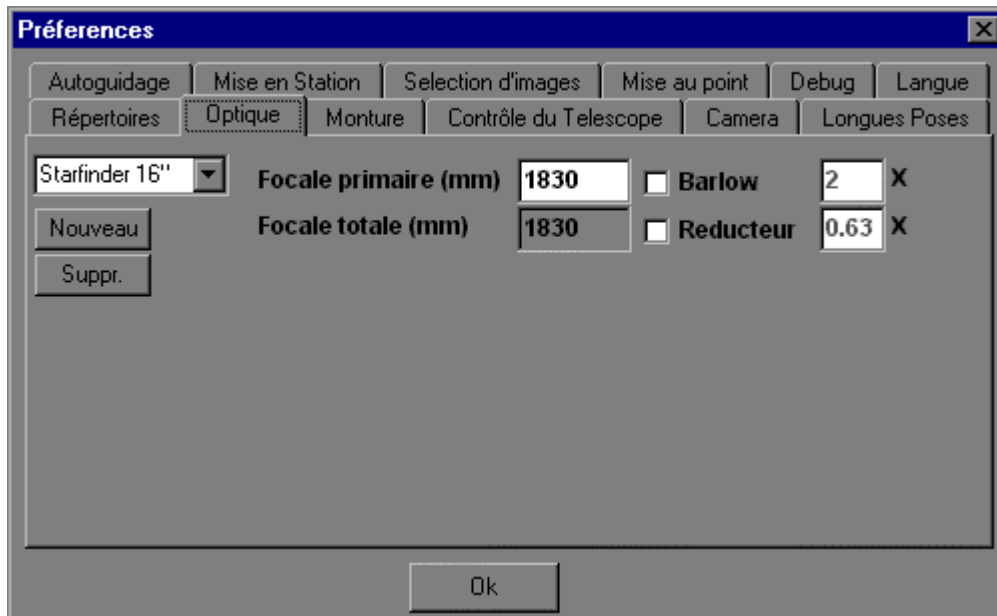 Préferences
Autoguidage Mise en Station Selection d'images Mise au point Debug Langue
Répertoires Optique Monture Contrôle du Telescope Camera Longues Poses
Starfinder 16" Focale primaire (mm) 1830 Barlow 2 X
Nouveau Focale totale (mm) 1830 Reducteur 0.63 X
Suppr.
Ok